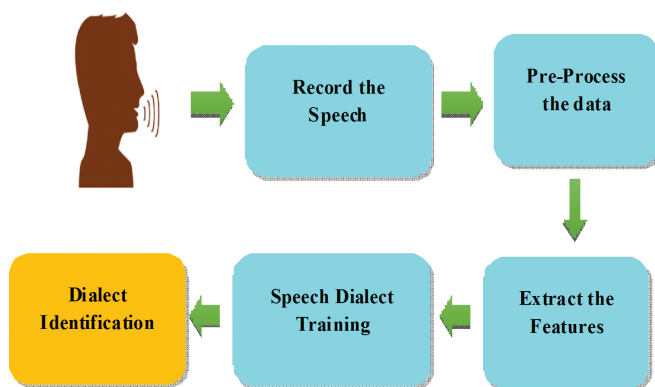 Record the
Speech
Pre-Process
the data
Extract the
Features
Speech Dialect
Training
Dialect
Identification